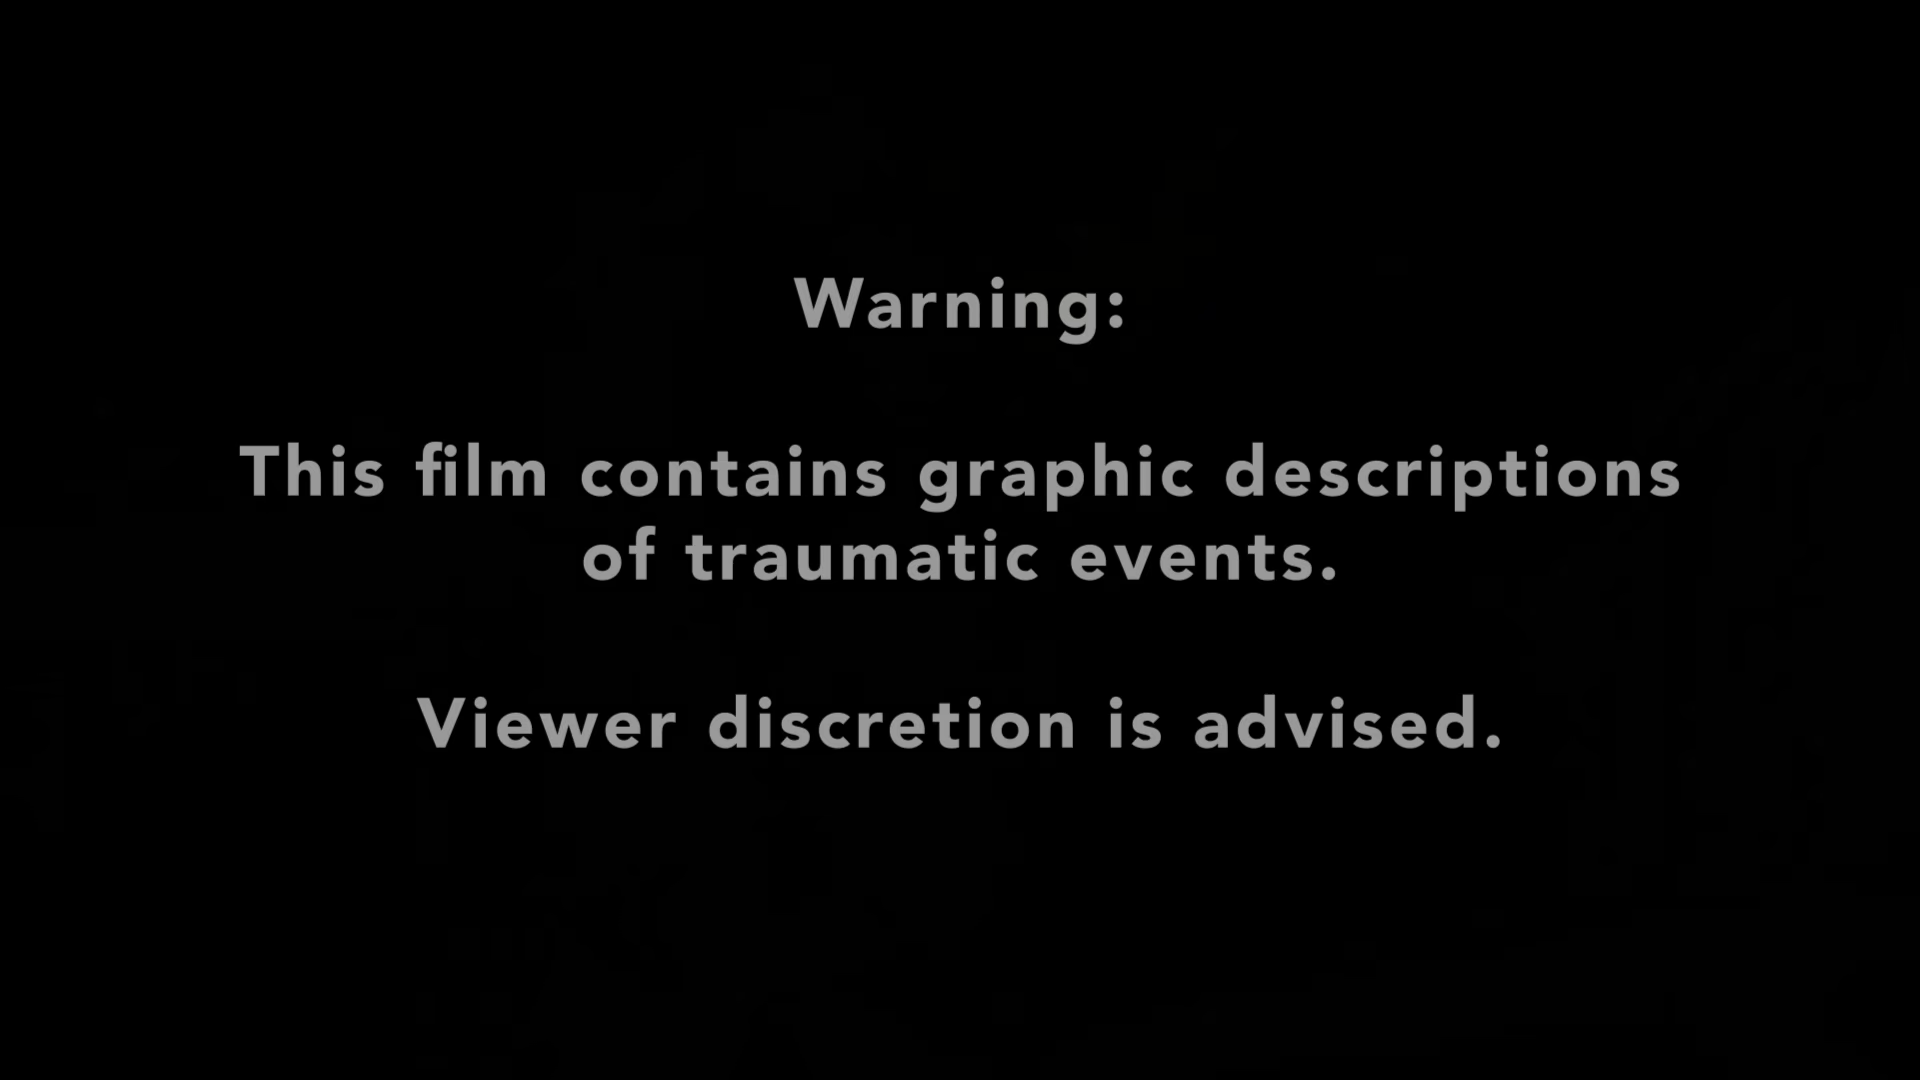 Warning:
This film contains graphic descriptions
of traumatic events.
Viewer discretion is advised.